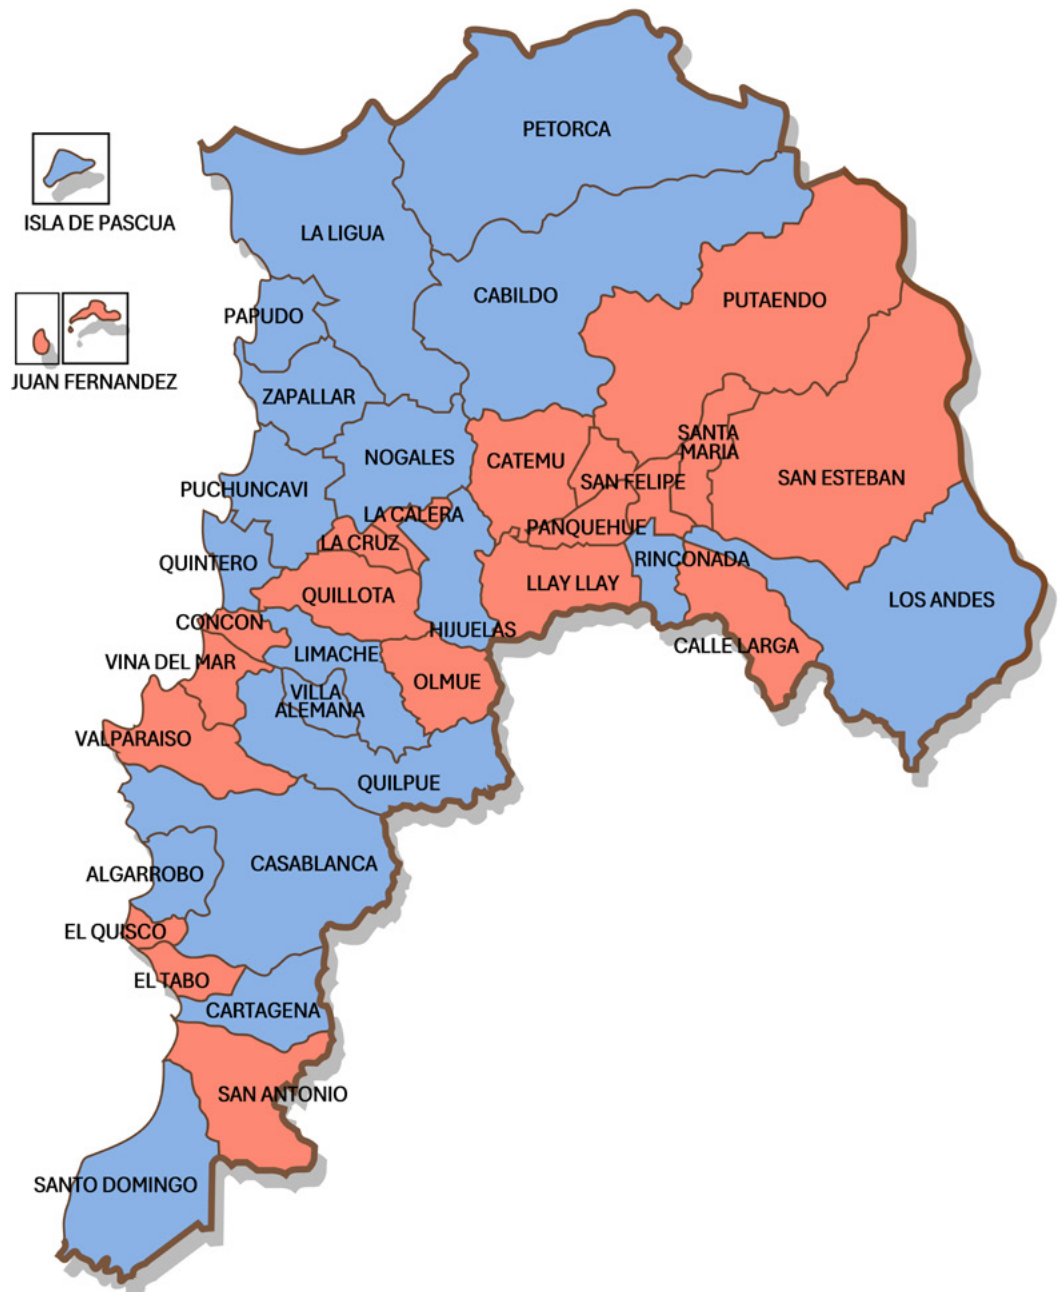 PETORCA
ISLA DE PASCUA
LA LIGUA
CABILDO
PUTAENDO
PAPUDO
JUAN FERNANDEZ
ZAPALLAR
SANTA
MARIA
NOGALES
CATEMU
SAN FELIPE
SAN ESTEBAN
PUCHUNCAVI
LA CALERA
PANQUEHUE
LA CRUZ
QUINTERO
RINCONADA
LLAY LLAY
QUILLOTA
LOS ANDES
CONCON
HIJUELAS
CALLE LARGA
LIMACHE
VINA DEL MAR
OLMUE
VILLA
ALEMANA
VALPARAISO
QUILPUE
CASABLANCA
ALGARROBO
EL QUISCO
EL TABO
CARTAGENA
SAN ANTONIO
SANTO DOMINGO